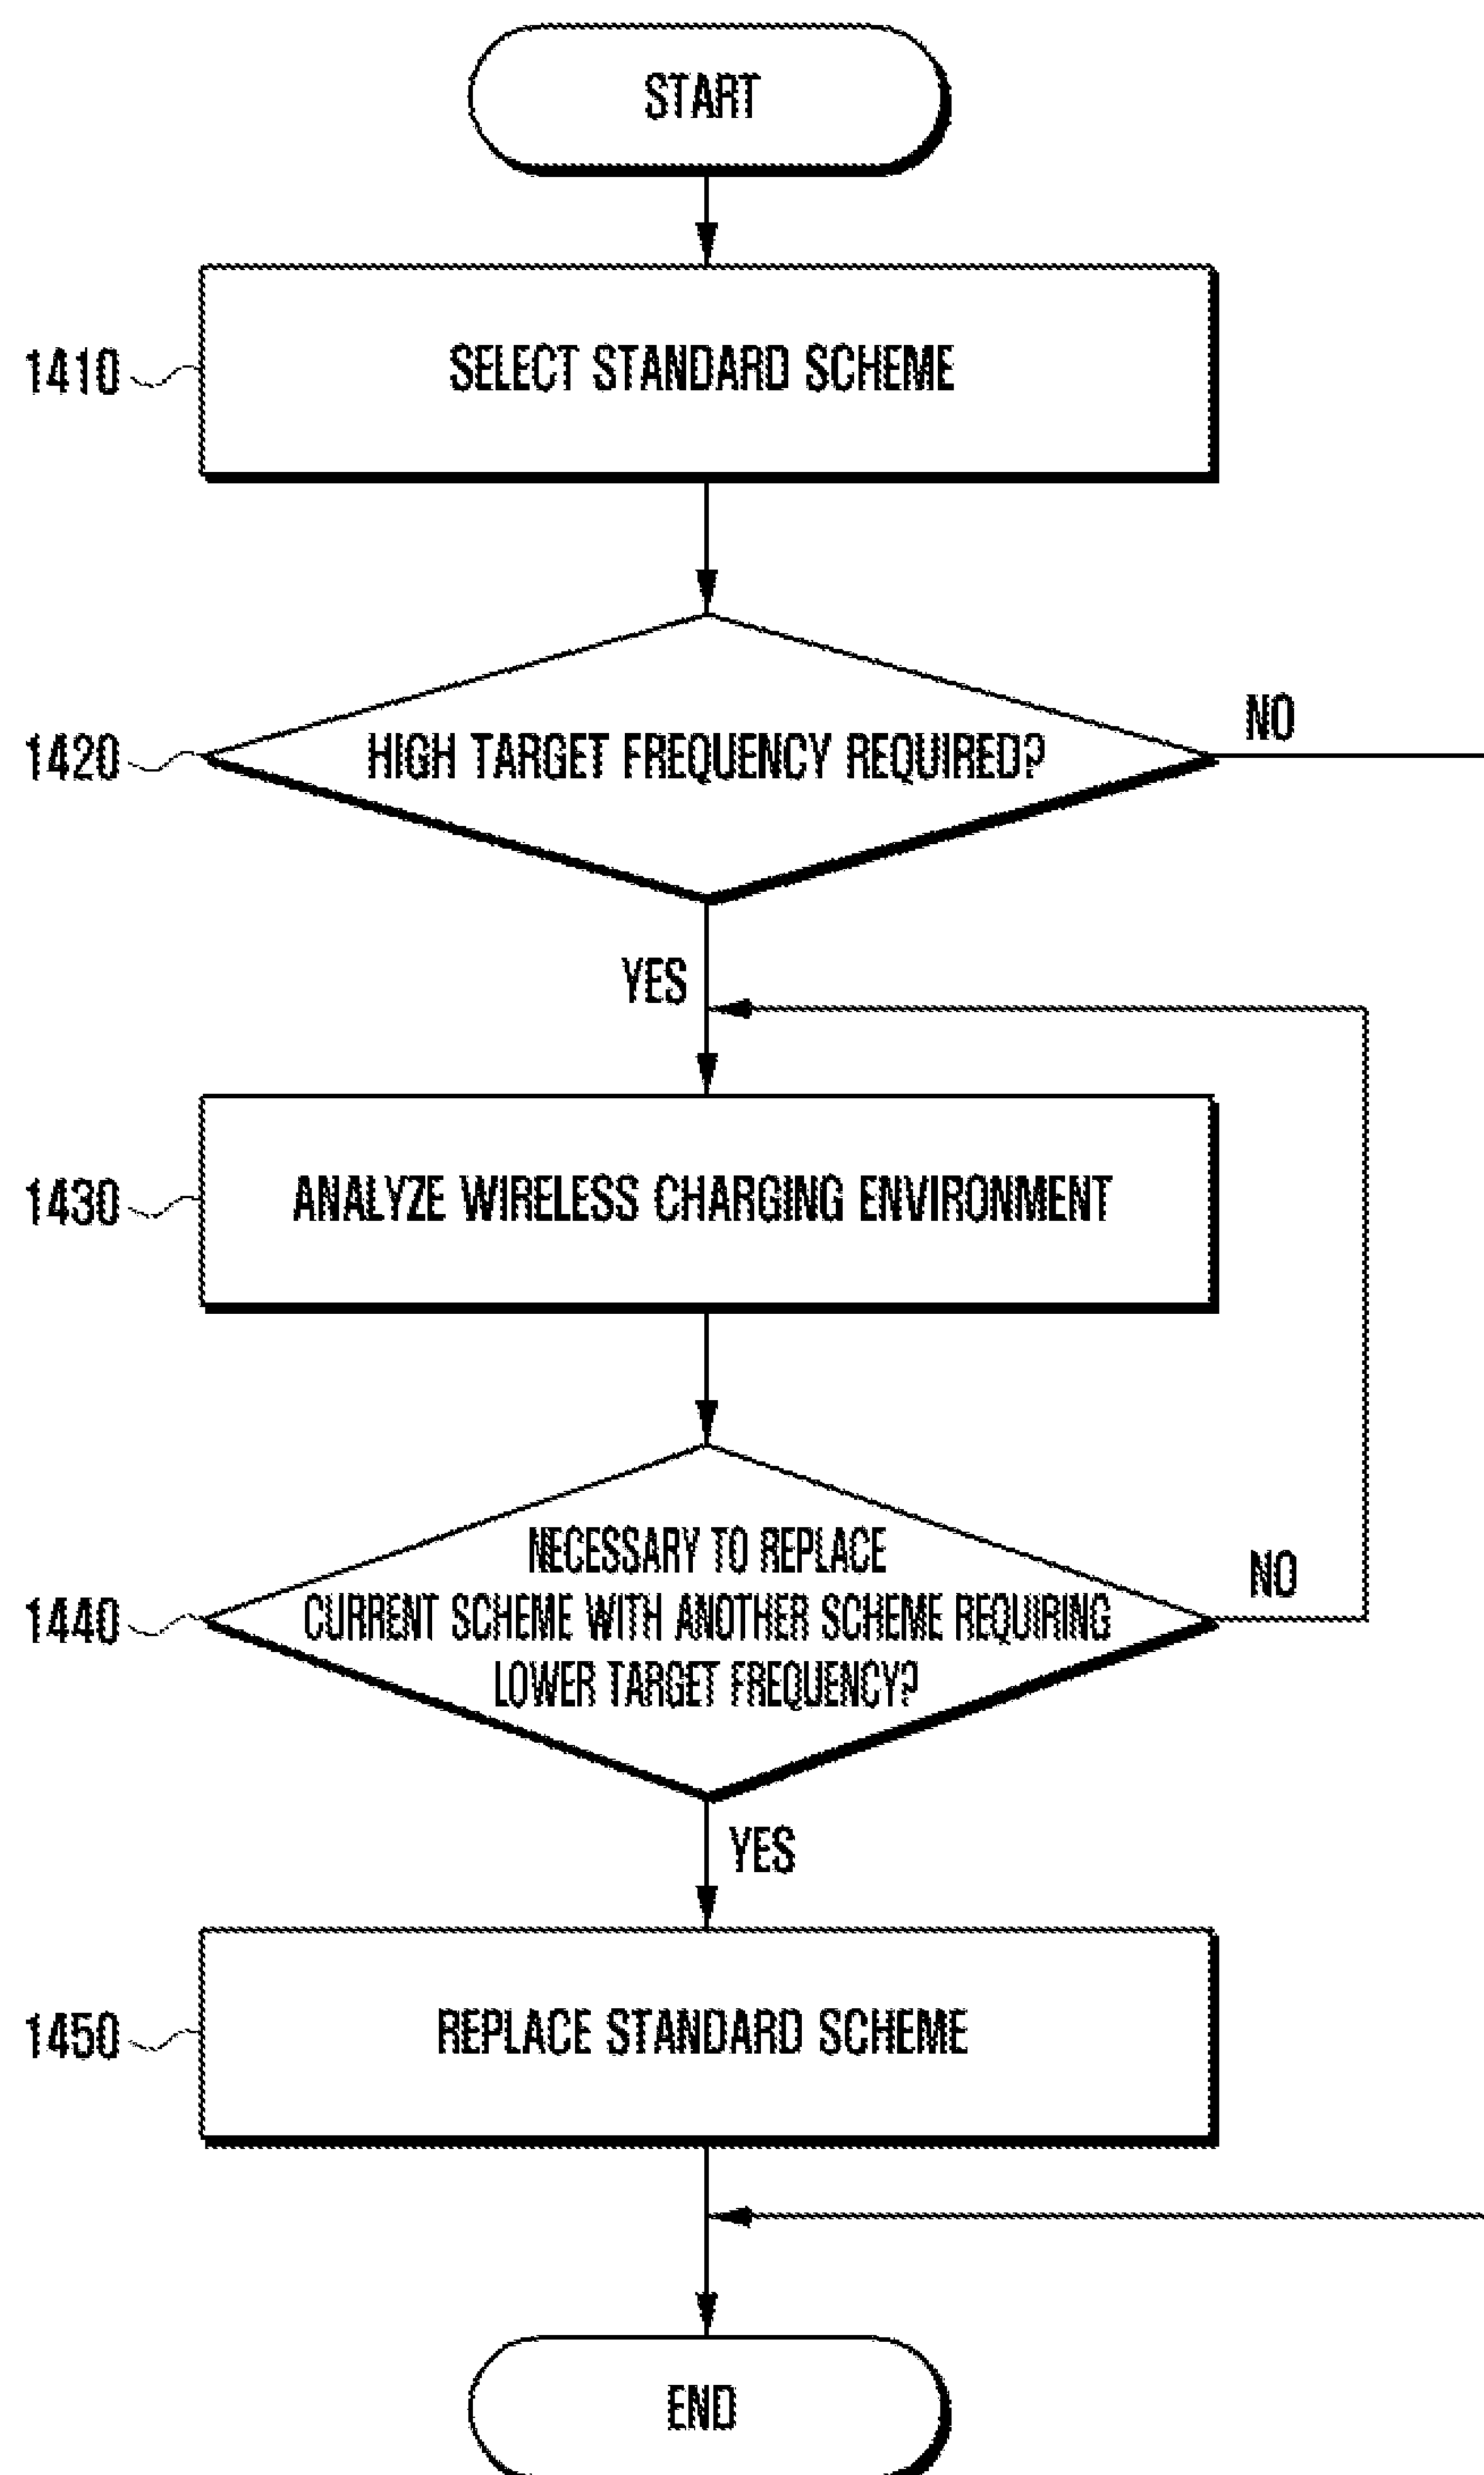 START
1410
SELECT STANDARD SCHEME
1420
HIGH TARGET FREQUENCY REQUIRED?
NO
YES
1430
ANALYZE WIRELESS CHARGING ENVIRONMENT
1440
NECESSARY TO REPLACE
CURRENT SCHEME WITH ANOTHER SCHEME REQUIRING
LOWER TARGET FREQUENCY?
NO
YES
1450
REPLACE STANDARD SCHEME
END